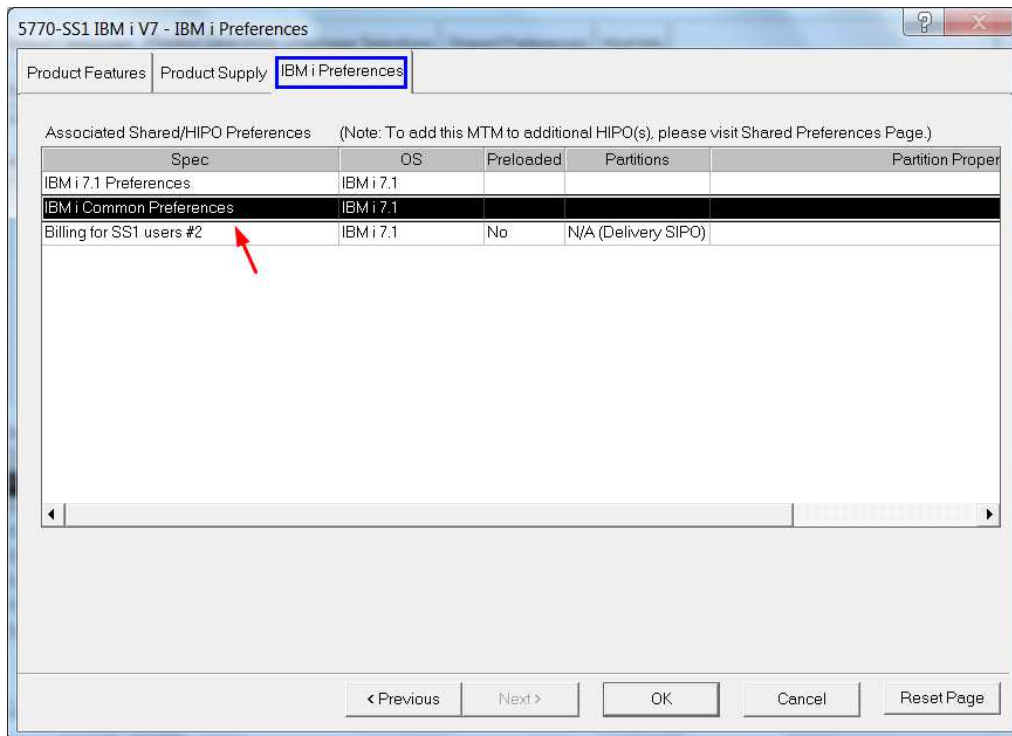 5770-SS1 IBM i V7 - IBM i Preferences
Product Features Product Supply IBM i Preferences
Associated Shared/HIPO Preferences (Note: To add this MTM to additional HIPO(s), please visit Shared Preferences Page.)
Spec OS Preloaded Partitions Partition Proper
IBM i 7.1 Preferences IBM i 7.1
IBM i Common Preferences IBM i 7.1
Billing for SS1 users #2 IBM i 7.1 No N/A (Delivery SIPO)
< Previous Next > OK Cancel Reset Page